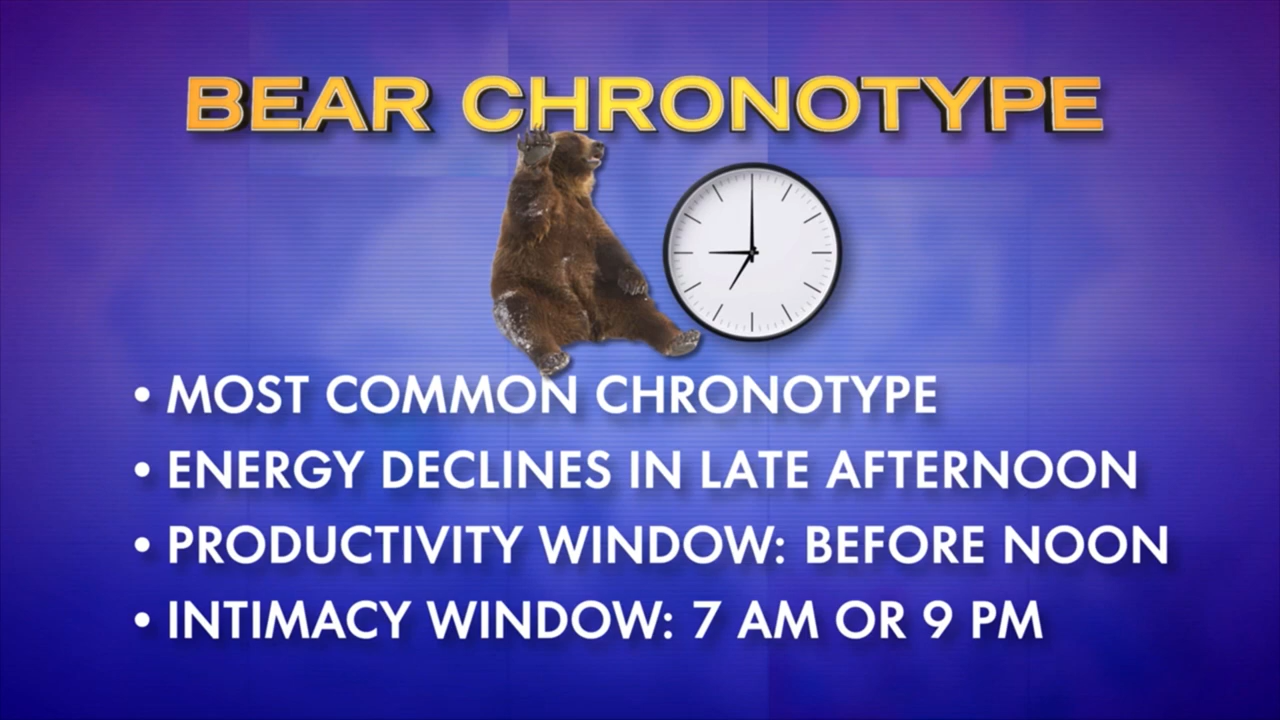 BEAR CHRONOTYPE
• MOST COMMON CHRONOTYPE
• ENERGY DECLINES IN LATE AFTERNOON
• PRODUCTIVITY WINDOW: BEFORE NOON
• INTIMACY WINDOW: 7 AM OR 9 PM